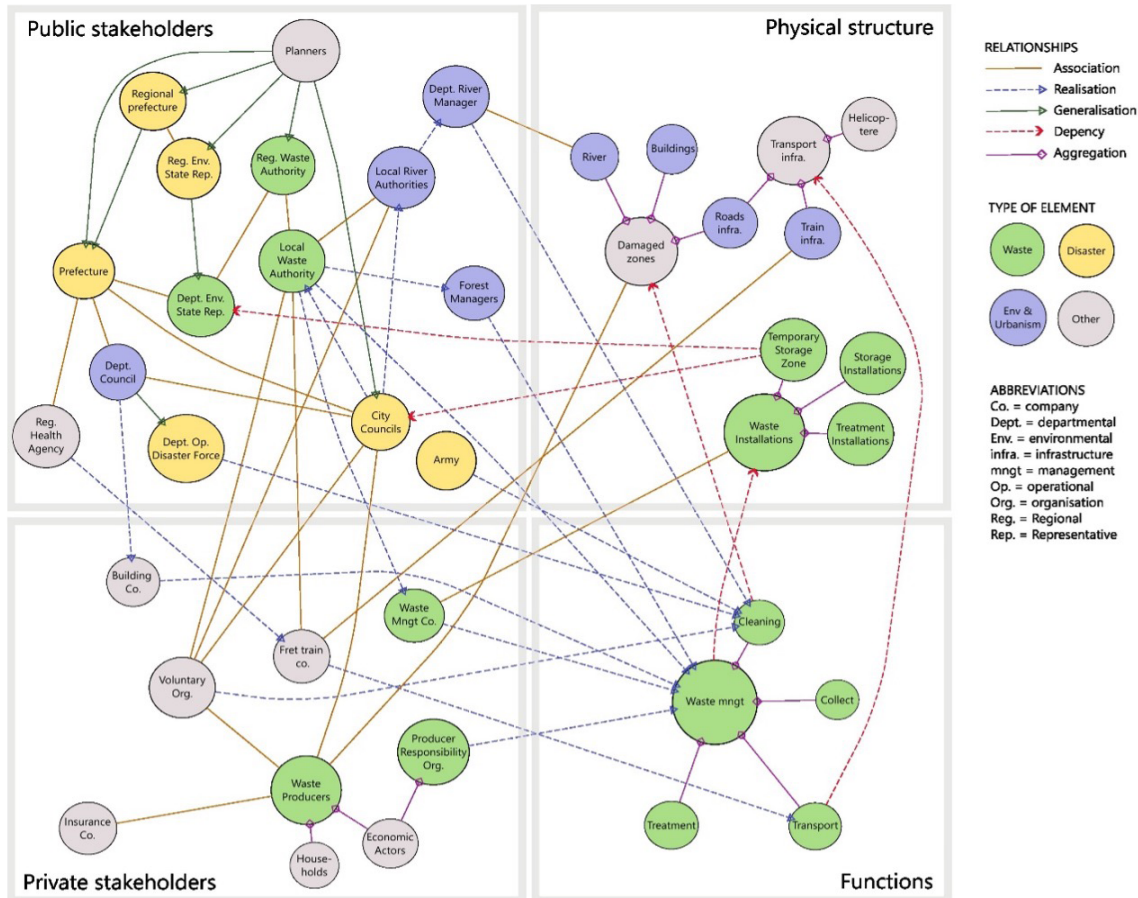 Public stakeholders
Planners
Regional
prefecture
Reg. Env.
State Rep.
Reg. Waste
Authority
Dept. River
Manager
Local River
Authorities
Prefecture
Local
Waste
Authority
Dept. Env.
State Rep.
Forest
Managers
Dept.
Council
City
Councils
Reg.
Health
Agency
Dept. Op.
Disaster Force
Army
Physical structure
River
Buildings
Transport
infra.
Helicop-
tere
Damaged
zones
Roads
infra.
Train
infra.
Temporary
Storage
Zone
Storage
Installations
Waste
Installations
Treatment
Installations
Building
Co.
Waste
Mngt Co.
Fret train
co.
Voluntary
Org.
Producer
Responsibility
Org.
Waste
Producers
Insurance
Co.
Economic
Actors
House-
holds
Private stakeholders
Cleaning
Waste mngt
Collect
Treatment
Transport
Functions
RELATIONSHIPS
Association
Realisation
Generalisation
Depency
Aggregation
TYPE OF ELEMENT
Waste
Disaster
Env &
Urbanism
Other
ABBREVIATIONS
Co. = company
Dept. = departmental
Env. = environmental
infra. = infrastructure
mngt = management
Op. = operational
Org. = organisation
Reg. = Regional
Rep. = Representative